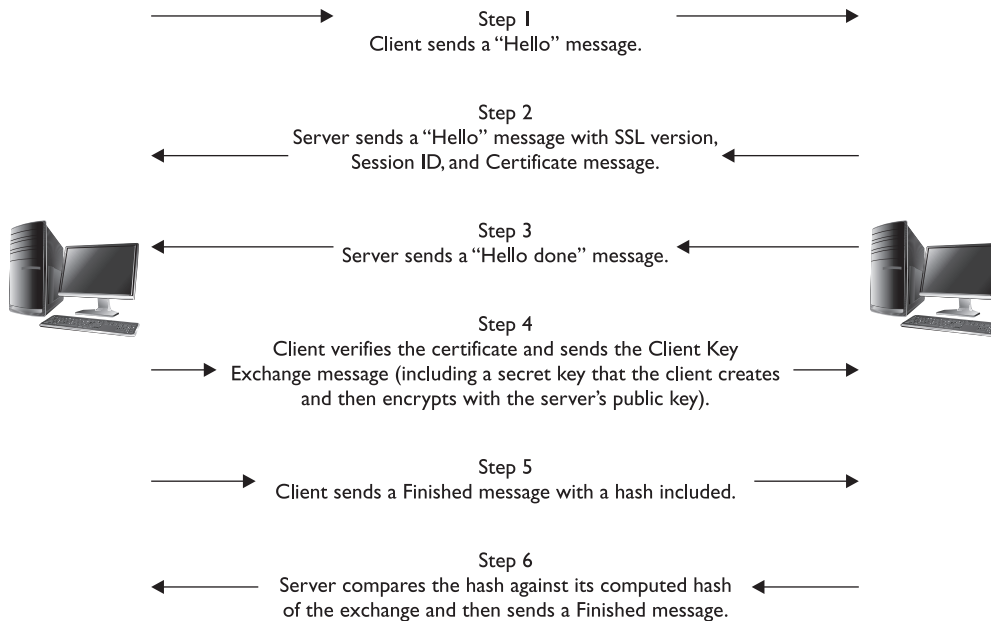 Step 1
Client sends a “Hello” message.
Step 2
Server sends a “Hello” message with SSL version,
Session ID, and Certificate message.
Step 3
Server sends a “Hello done” message.
Step 4
Client verifies the certificate and sends the Client Key
Exchange message (including a secret key that the client creates
and then encrypts with the server’s public key).
Step 5
Client sends a Finished message with a hash included.
Step 6
Server compares the hash against its computed hash
of the exchange and then sends a Finished message.